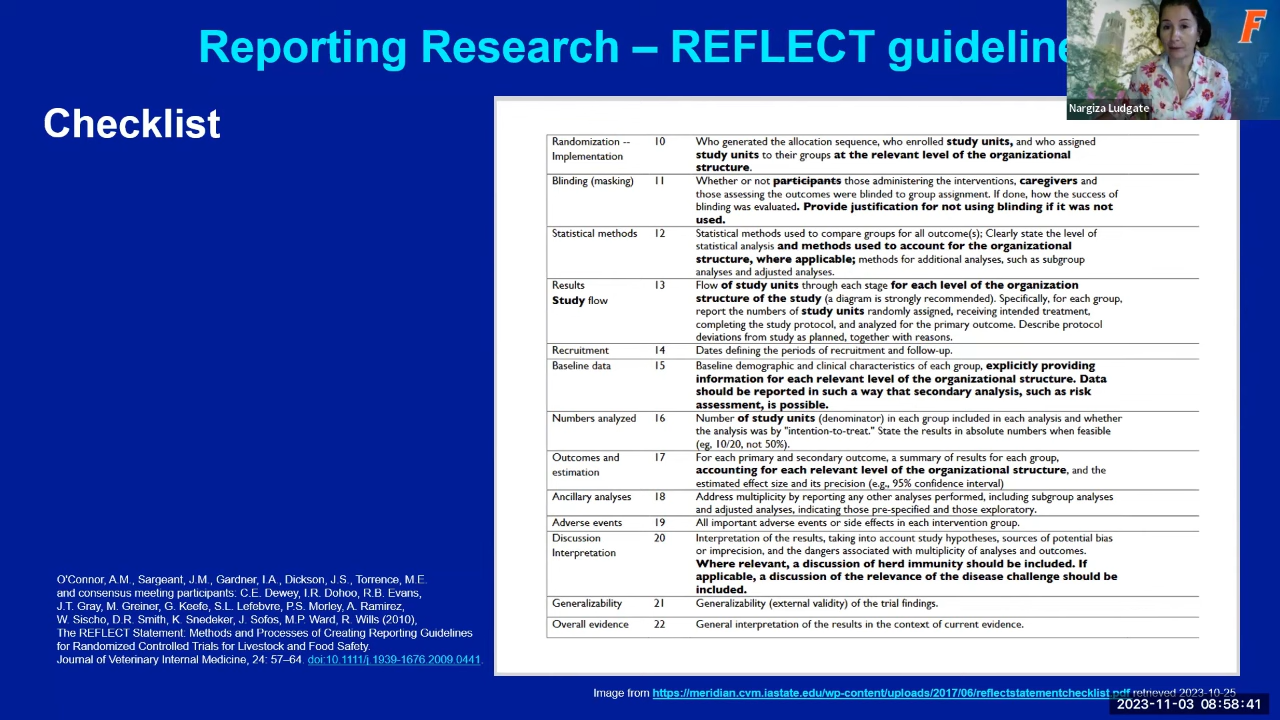 Reporting Research – REFLECT guideline
F
Nargiza Ludgate
Checklist
Randomization -- 10 Who generated the allocation sequence, who enrolled study units, and who assigned
Implementation study units to their groups at the relevant level of the organizational
structure.
Blinding (masking) 11 Whether or not participants those administering the interventions, caregivers and
those assessing the outcomes were blinded to group assignment. If done, how the success of
blinding was evaluated. Provide justification for not using blinding if it was not
used.
Statistical methods 12 Statistical methods used to compare groups for all outcome(s); Clearly state the level of
statistical analysis and methods used to account for the organizational
structure, where applicable; methods for additional analyses, such as subgroup
analyses and adjusted analyses.
Results 13 Flow of study units through each stage for each level of the organization
Study flow structure of the study (a diagram is strongly recommended). Specifically, for each group,
report the numbers of study units randomly assigned, receiving intended treatment,
completing the study protocol, and analyzed for the primary outcome. Describe protocol
deviations from study as planned, together with reasons.
Recruitment 14 Dates defining the periods of recruitment and follow-up.
Baseline data 15 Baseline demographic and clinical characteristics of each group, explicitly providing
information for each relevant level of the organizational structure. Data
should be reported in such a way that secondary analysis, such as risk
assessment, is possible.
Numbers analyzed 16 Number of study units (denominator) in each group included in each analysis and whether
the analysis was by "intention-to-treat." State the results in absolute numbers when feasible
(eg, 10/20, not 50%).
Outcomes and 17 For each primary and secondary outcome, a summary of results for each group,
estimation accounting for each relevant level of the organizational structure, and the
estimated effect size and its precision (e.g., 95% confidence interval)
Ancillary analyses 18 Address multiplicity by reporting any other analyses performed, including subgroup analyses
and adjusted analyses, indicating those pre-specified and those exploratory.
Adverse events 19 All important adverse events or side effects in each intervention group.
Discussion 20 Interpretation of the results, taking into account study hypotheses, sources of potential bias
Interpretation or imprecision, and the dangers associated with multiplicity of analyses and outcomes.
Where relevant, a discussion of herd immunity should be included. If
applicable, a discussion of the relevance of the disease challenge should be
included.
Generalizability 21 Generalizability (external validity) of the trial findings.
Overall evidence 22 General interpretation of the results in the context of current evidence.
O'Connor, A.M., Sargeant, J.M., Gardner, I.A., Dickson, J.S., Torrence, M.E.
and consensus meeting participants: C.E. Dewey, I.R. Dohoo, R.B. Evans,
J.T. Gray, M. Greiner, G. Keefe, S.L. Lefebvre, P.S. Morley, A. Ramirez,
W. Sischo, D.R. Smith, K. Snedeker, J. Sofos, M.P. Ward, R. Wills (2010),
The REFLECT Statement: Methods and Processes of Creating Reporting Guidelines
for Randomized Controlled Trials for Livestock and Food Safety.
Journal of Veterinary Internal Medicine, 24: 57–64. doi:10.1111/j.1939-1676.2009.0441.
Image from https://meridian.cvm.iastate.edu/wp-content/uploads/2017/06/reflectstatementchecklist.pdf retrieved 2023-10-25
2023-11-03 08:58:41